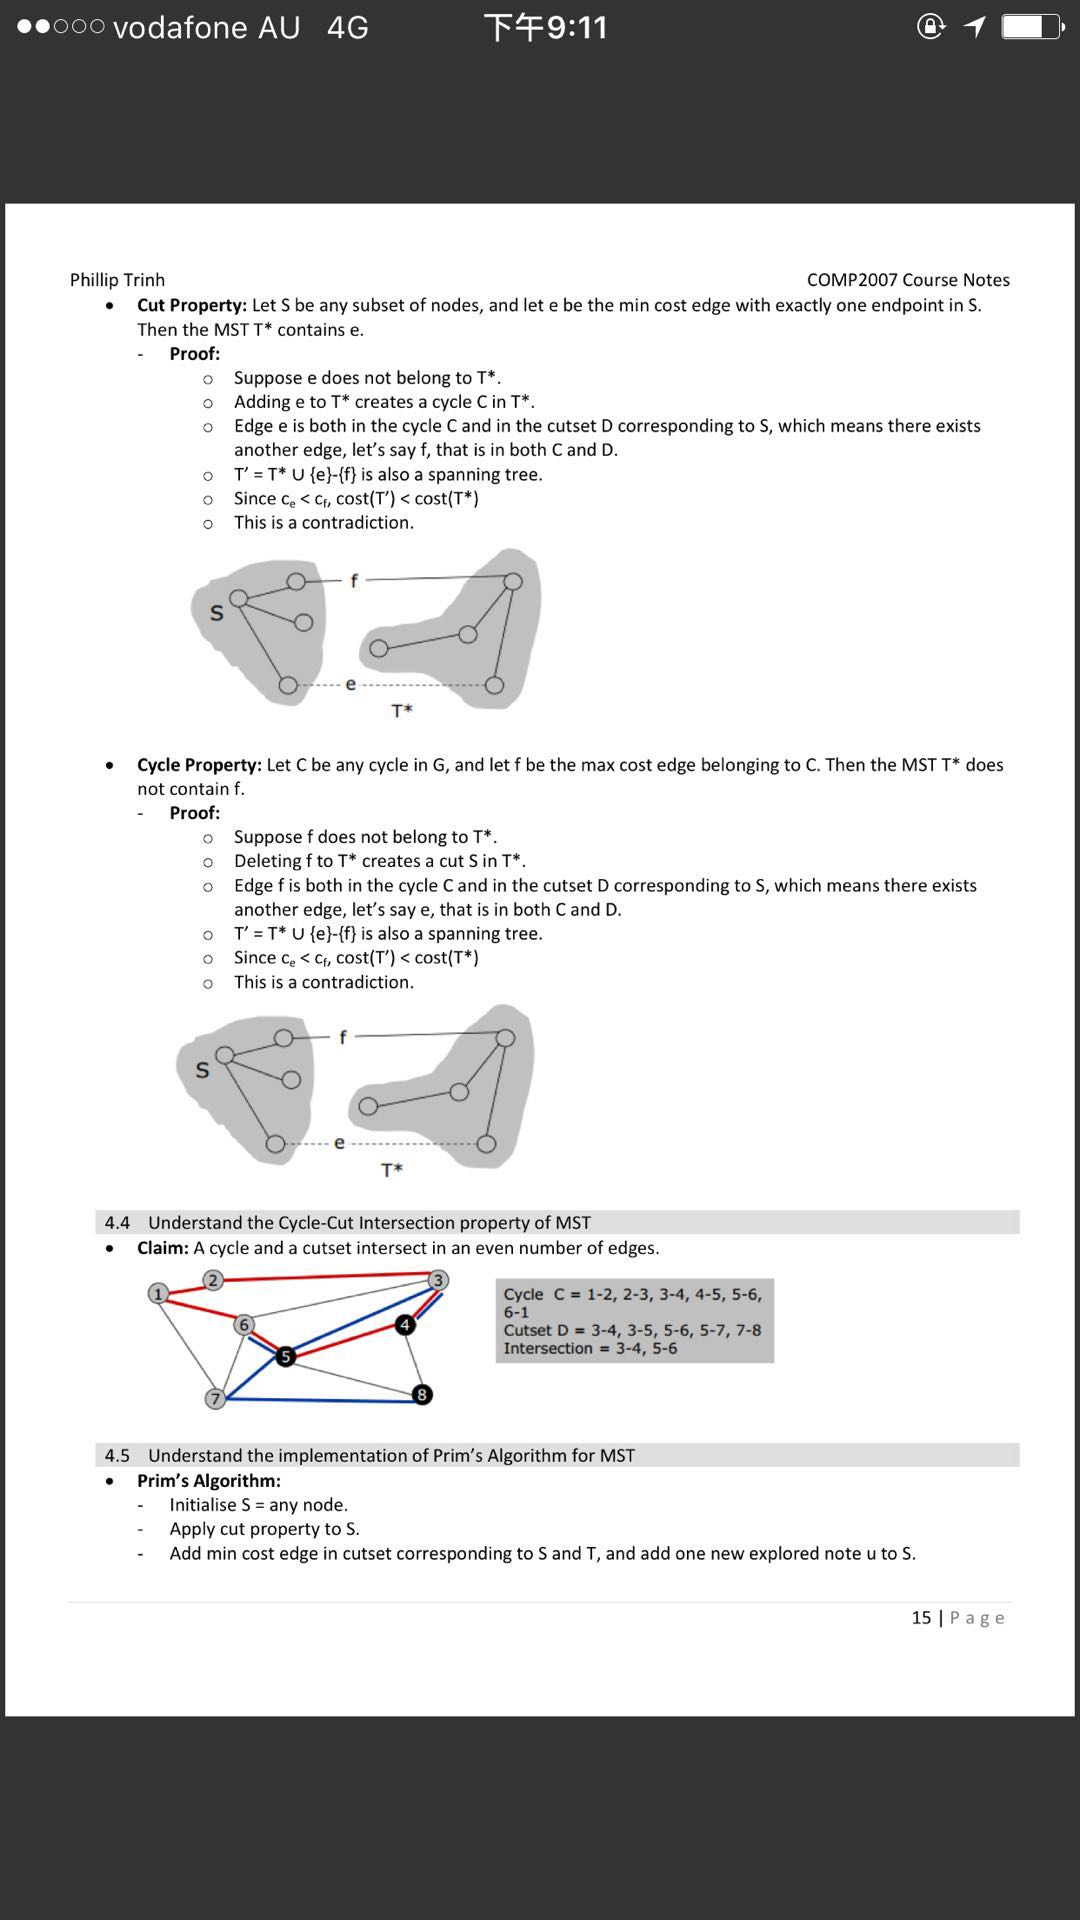 vodafone AU 4G 下午9:11
Phillip Trinh COMP2007 Course Notes
• Cut Property: Let S be any subset of nodes, and let e be the min cost edge with exactly one endpoint in S.
Then the MST T* contains e.
- Proof:
o Suppose e does not belong to T*.
o Adding e to T* creates a cycle C in T*.
o Edge e is both in the cycle C and in the cutset D corresponding to S, which means there exists
another edge, let's say f, that is in both C and D.
o T' = T* ∪ {e}-{f} is also a spanning tree.
o Since ce < cf, cost(T') < cost(T*)
o This is a contradiction.
f
S
e
T*
• Cycle Property: Let C be any cycle in G, and let f be the max cost edge belonging to C. Then the MST T* does
not contain f.
- Proof:
o Suppose f does not belong to T*.
o Deleting f to T* creates a cut S in T*.
o Edge f is both in the cycle C and in the cutset D corresponding to S, which means there exists
another edge, let's say e, that is in both C and D.
o T' = T* ∪ {e}-{f} is also a spanning tree.
o Since ce < cf, cost(T') < cost(T*)
o This is a contradiction.
f
S
e
T*
4.4 Understand the Cycle-Cut Intersection property of MST
• Claim: A cycle and a cutset intersect in an even number of edges.
2 3
1
6 4
5
7 8
Cycle C = 1-2, 2-3, 3-4, 4-5, 5-6,
6-1
Cutset D = 3-4, 3-5, 5-6, 5-7, 7-8
Intersection = 3-4, 5-6
4.5 Understand the implementation of Prim's Algorithm for MST
• Prim's Algorithm:
- Initialise S = any node.
- Apply cut property to S.
- Add min cost edge in cutset corresponding to S and T, and add one new explored note u to S.
15 | Page